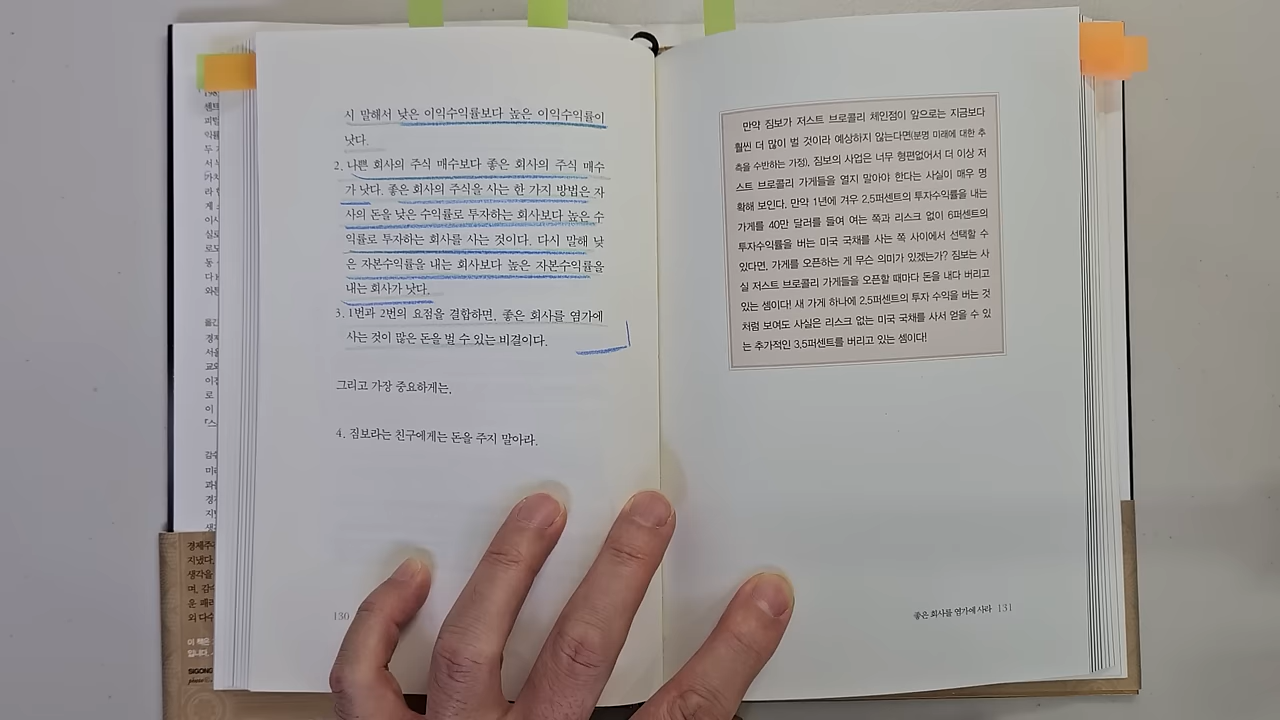 시 말해서 낮은 이익수익률보다 높은 이익수익률이
낫다.
2. 나쁜 회사의 주식 매수보다 좋은 회사의 주식 매수
가 낫다. 좋은 회사의 주식을 사는 한 가지 방법은 자
사의 돈을 낮은 수익률로 투자하는 회사보다 높은 수
익률로 투자하는 회사를 사는 것이다. 다시 말해 낮
은 자본수익률을 내는 회사보다 높은 자본수익률을
내는 회사가 낫다.
3. 1번과 2번의 요점을 결합하면, 좋은 회사를 염가에
사는 것이 많은 돈을 벌 수 있는 비결이다.
그리고 가장 중요하게는,
4. 짐보라는 친구에게는 돈을 주지 말아라.
130
만약 짐보가 저스트 브로콜리 체인점이 앞으로는 지금보다
훨씬 더 많이 벌 것이라 예상하지 않는다면(분명 미래에 대한 추
측을 수반하는 가정), 짐보의 사업은 너무 형편없어서 더 이상 저
스트 브로콜리 가게들을 열지 말아야 한다는 사실이 매우 명
확해 보인다. 만약 1년에 겨우 2.5퍼센트의 투자수익률을 내는
가게를 40만 달러를 들여 여는 쪽과 리스크 없이 6퍼센트의
투자수익률을 버는 미국 국채를 사는 쪽 사이에서 선택할 수
있다면, 가게를 오픈하는 게 무슨 의미가 있겠는가? 짐보는 사
실 저스트 브로콜리 가게들을 오픈할 때마다 돈을 내다 버리고
있는 셈이다! 새 가게 하나에 2.5퍼센트의 투자 수익을 버는 것
처럼 보여도 사실은 리스크 없는 미국 국채를 사서 얻을 수 있
는 추가적인 3.5퍼센트를 버리고 있는 셈이다!
좋은 회사를 염가에 사라 131